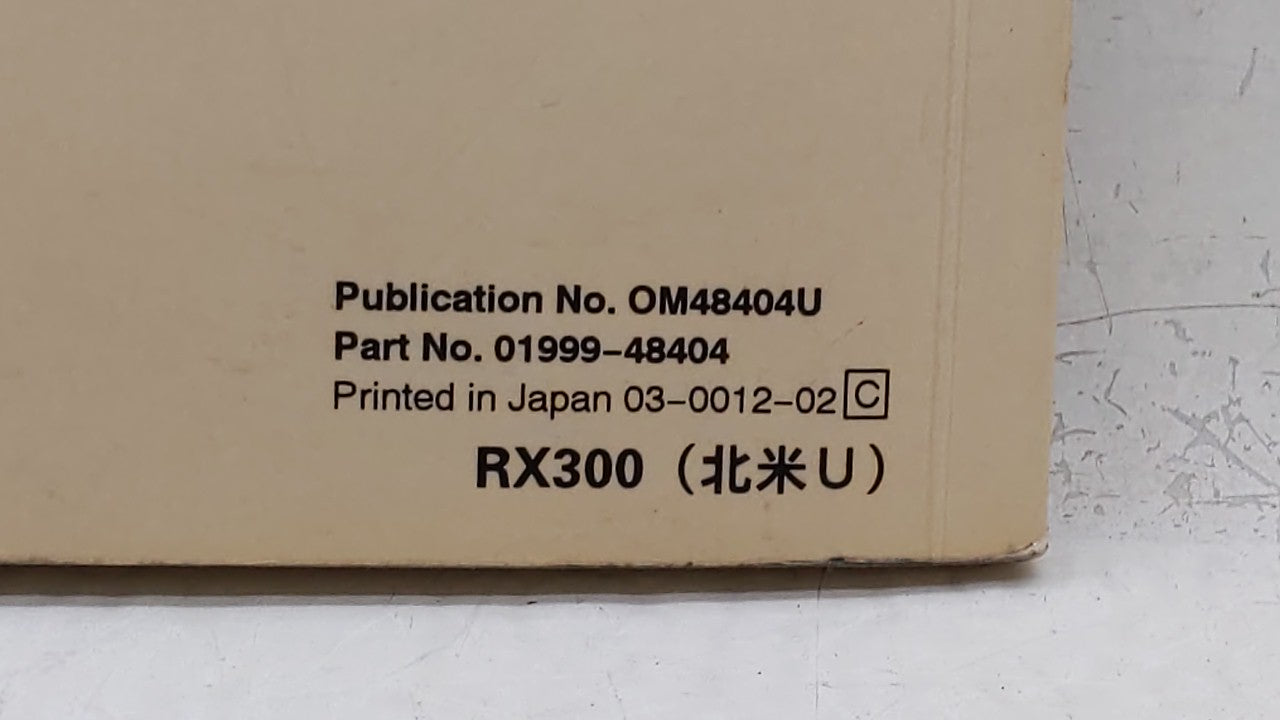 Publication No. OM48404U
Part No. 01999–48404
Printed in Japan 03–0012–02 C
RX300（北米U）